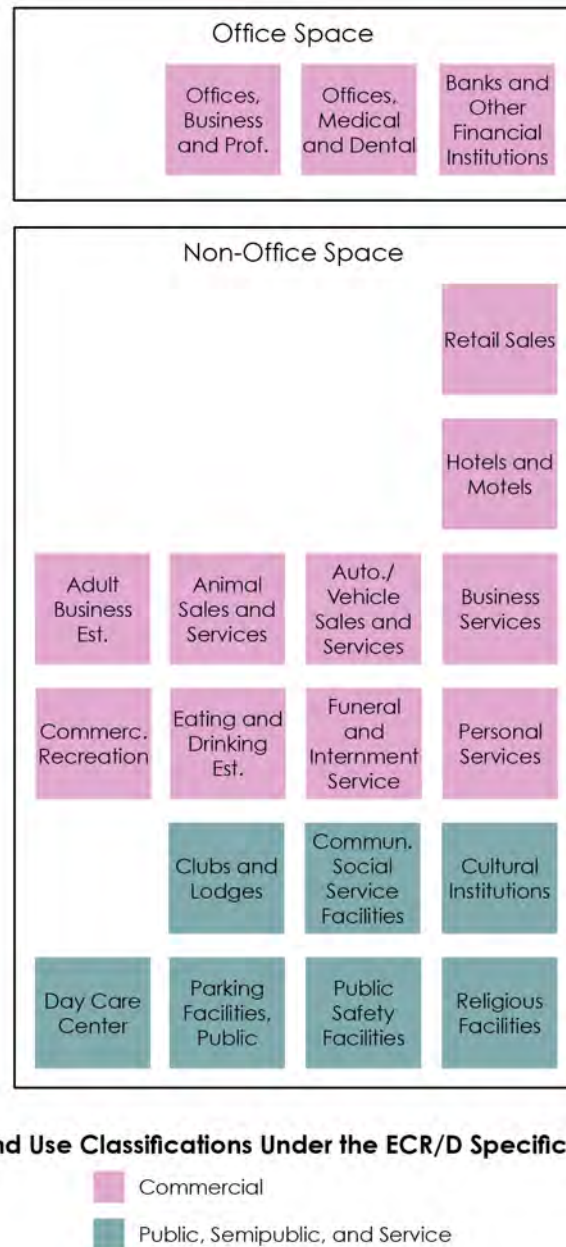 Office Space
Offices,
Business
and Prof.
Offices,
Medical
and Dental
Banks and
Other
Financial
Institutions
Non-Office Space
Retail Sales
Hotels and
Motels
Adult
Business
Est.
Animal
Sales and
Services
Auto./
Vehicle
Sales and
Services
Business
Services
Commerc.
Recreation
Eating and
Drinking
Est.
Funeral
and
Internment
Service
Personal
Services
Clubs and
Lodges
Commun.
Social
Service
Facilities
Cultural
Institutions
Day Care
Center
Parking
Facilities,
Public
Public
Safety
Facilities
Religious
Facilities
Use Classifications Under the ECR/D
Commercial
Public, Semipublic, and Service